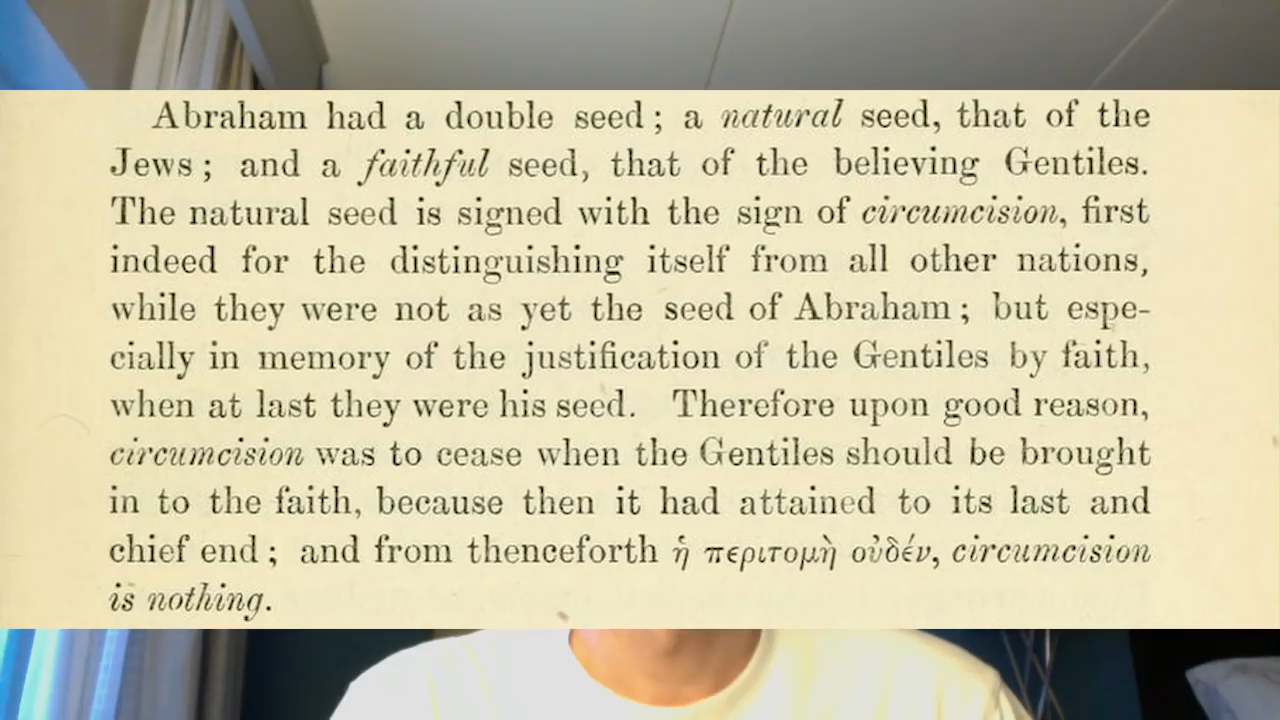 Abraham had a double seed; a natural seed, that of the
Jews; and a faithful seed, that of the believing Gentiles.
The natural seed is signed with the sign of circumcision, first
indeed for the distinguishing itself from all other nations,
while they were not as yet the seed of Abraham; but espe-
cially in memory of the justification of the Gentiles by faith,
when at last they were his seed. Therefore upon good reason,
circumcision was to cease when the Gentiles should be brought
in to the faith, because then it had attained to its last and
chief end; and from thenceforth ἡ περιτομὴ οὐδέν, circumcision
is nothing.